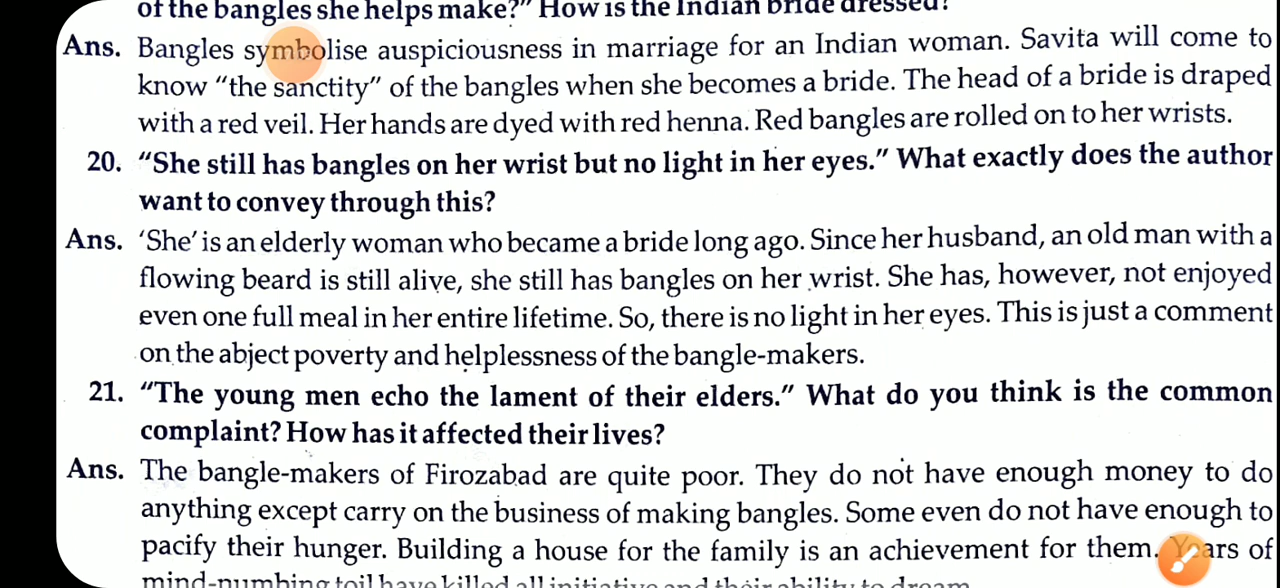 of the bangles she helps make?" How is the Indian bride dressed?
Ans. Bangles symbolise auspiciousness in marriage for an Indian woman. Savita will come to
know "the sanctity" of the bangles when she becomes a bride. The head of a bride is draped
with a red veil. Her hands are dyed with red henna. Red bangles are rolled on to her wrists.
20. "She still has bangles on her wrist but no light in her eyes." What exactly does the author
want to convey through this?
Ans. 'She' is an elderly woman who became a bride long ago. Since her husband, an old man with a
flowing beard is still alive, she still has bangles on her wrist. She has, however, not enjoyed
even one full meal in her entire lifetime. So, there is no light in her eyes. This is just a comment
on the abject poverty and helplessness of the bangle-makers.
21. "The young men echo the lament of their elders." What do you think is the common
complaint? How has it affected their lives?
Ans. The bangle-makers of Firozabad are quite poor. They do not have enough money to do
anything except carry on the business of making bangles. Some even do not have enough to
pacify their hunger. Building a house for the family is an achievement for them. Years of
mind-numbing toil have killed all initiative and their ability to dream.